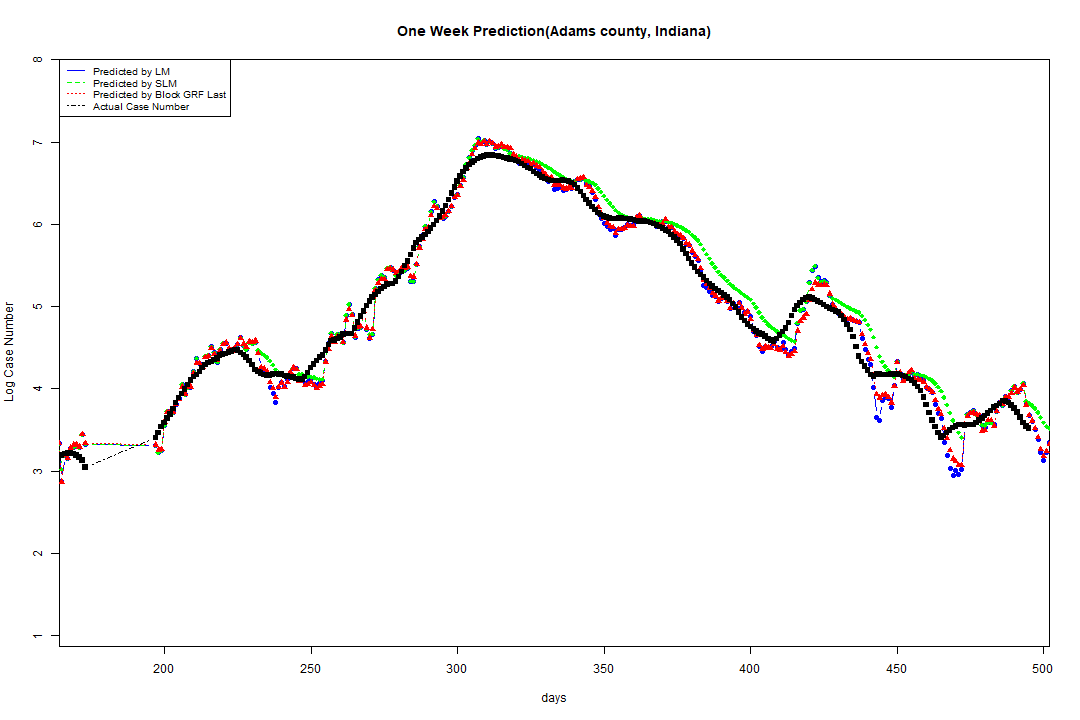 One Week Prediction(Adams county, Indiana)
Predicted by LM
Predicted by SLM
Predicted by Block GRF Last
Actual Case Number
8
7
6
5
4
3
2
1
Log Case Number
200 250 300 350 400 450 500
days